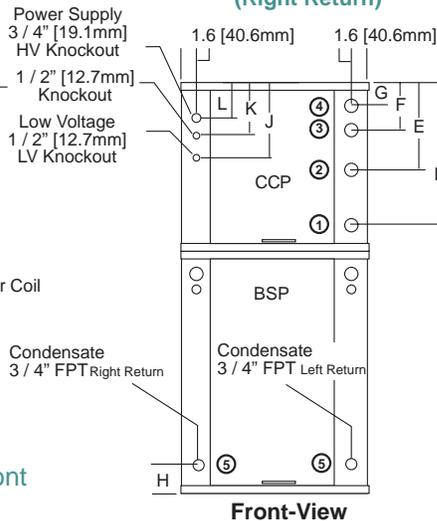 (Right Return)
Power Supply
3 / 4" [19.1mm]
HV Knockout
1.6 [40.6mm]
1.6 [40.6mm]
1 / 2" [12.7mm]
Knockout
Low Voltage
1 / 2" [12.7mm]
LV Knockout
L
K
J
G
F
E
4
3
2
1
CCP
r Coil
BSP
Condensate
3 / 4" FPT Right Return
Condensate
3 / 4" FPT Left Return
5
5
H
ont
Front-View